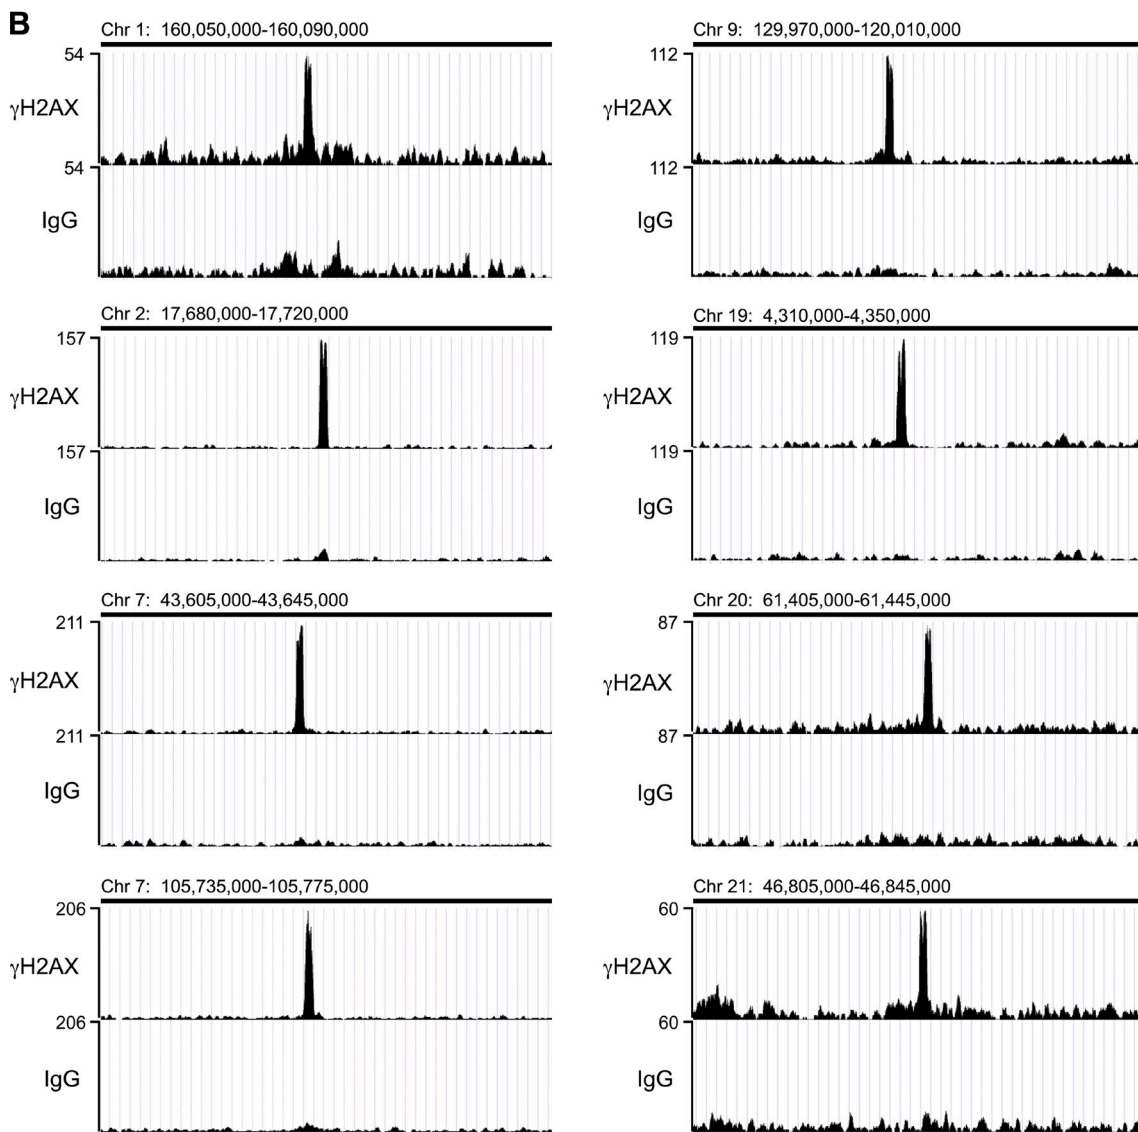 B
Chr 1: 160,050,000-160,090,000
54
γH2AX
54
IgG
Chr 2: 17,680,000-17,720,000
157
γH2AX
157
IgG
Chr 7: 43,605,000-43,645,000
211
γH2AX
211
IgG
Chr 7: 105,735,000-105,775,000
206
γH2AX
206
IgG
Chr 9: 129,970,000-120,010,000
112
γH2AX
112
IgG
Chr 19: 4,310,000-4,350,000
119
γH2AX
119
IgG
Chr 20: 61,405,000-61,445,000
87
γH2AX
87
IgG
Chr 21: 46,805,000-46,845,000
60
γH2AX
60
IgG